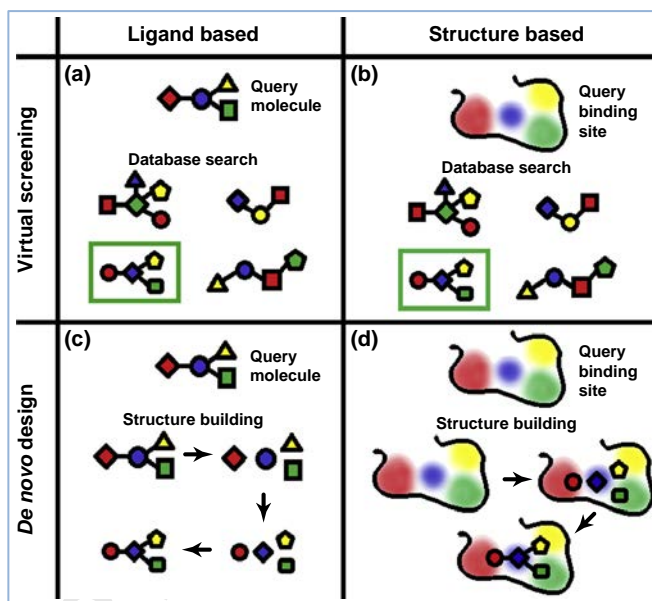 Ligand based
Structure based
Virtual screening
(a)
Query
molecule
Database search
(b)
Query
binding
site
Database search
De novo design
(c)
Query
molecule
Structure building
(d)
Query
binding
site
Structure building